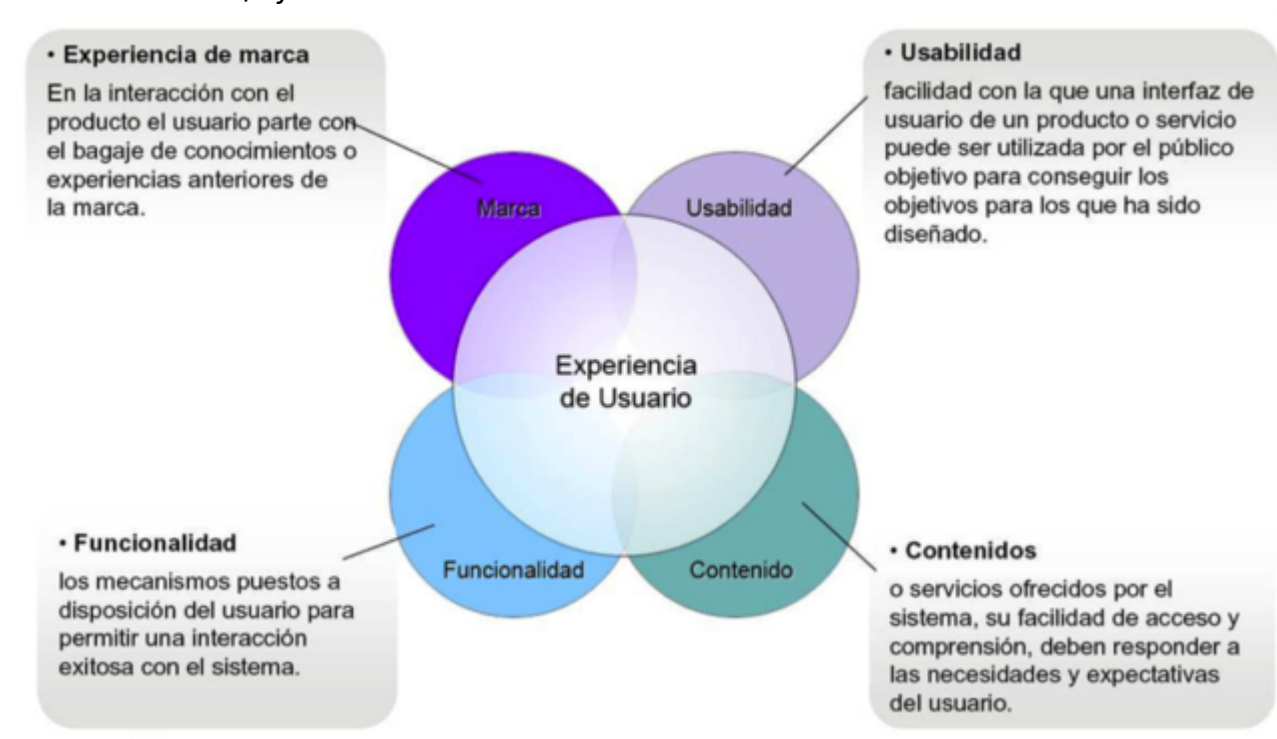 • Experiencia de marca
En la interacción con el
producto el usuario parte con
el bagaje de conocimientos o
experiencias anteriores de
la marca.
• Usabilidad
facilidad con la que una interfaz de
usuario de un producto o servicio
puede ser utilizada por el público
objetivo para conseguir los
objetivos para los que ha sido
diseñado.
Marca
Usabilidad
Experiencia
de Usuario
Funcionalidad
Contenido
• Funcionalidad
los mecanismos puestos a
disposición del usuario para
permitir una interacción
exitosa con el sistema.
• Contenidos
o servicios ofrecidos por el
sistema, su facilidad de acceso y
comprensión, deben responder a
las necesidades y expectativas
del usuario.